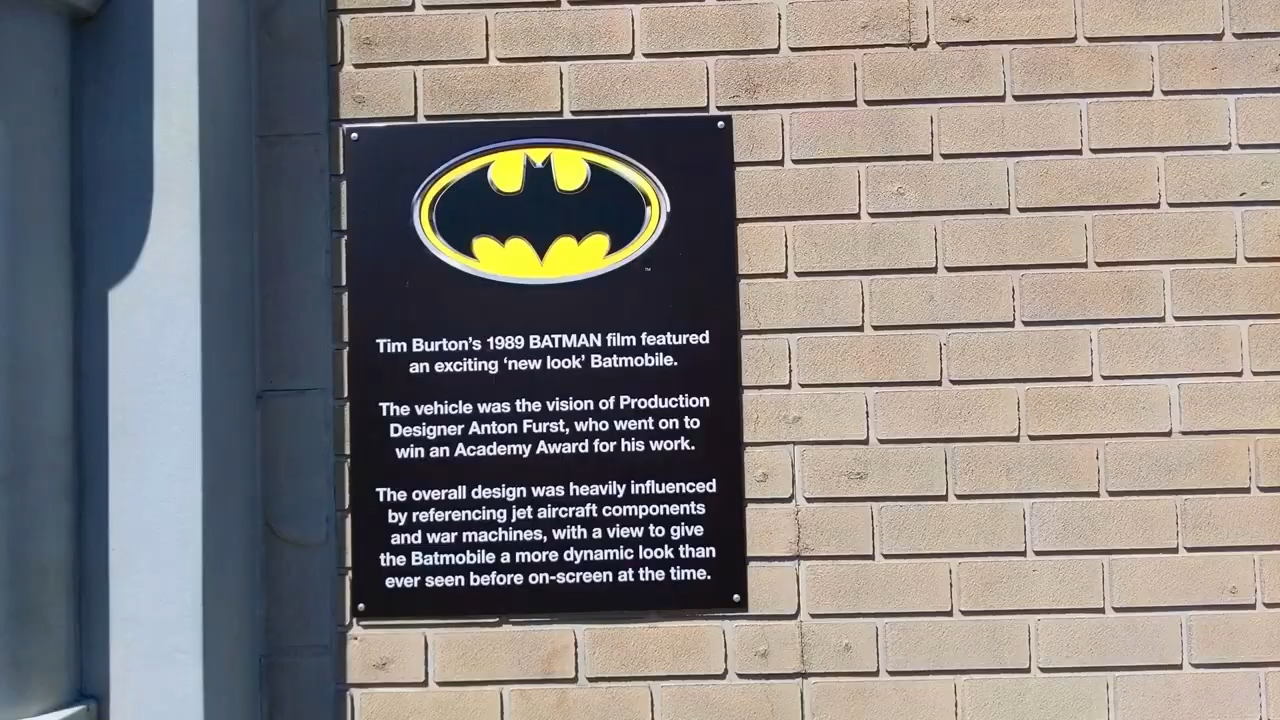 Tim Burton's 1989 BATMAN film featured
an exciting ‘new look’ Batmobile.
The vehicle was the vision of Production
Designer Anton Furst, who went on to
win an Academy Award for his work.
The overall design was heavily influenced
by referencing jet aircraft components
and war machines, with a view to give
the Batmobile a more dynamic look than
ever seen before on-screen at the time.